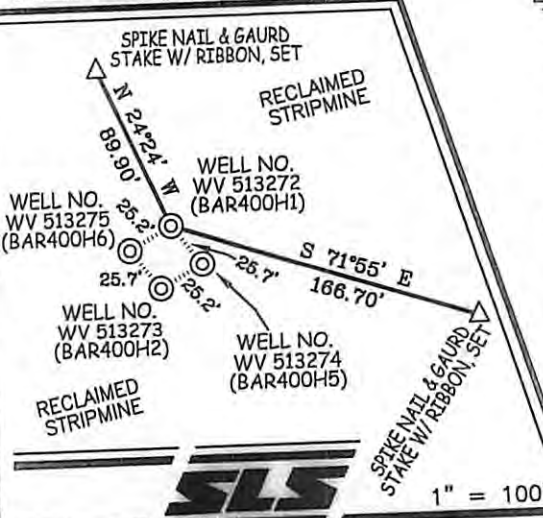 SPIKE NAIL & GAURD
STAKE W/ RIBBON, SET
RECLAIMED
STRIPMINE
N 24°24' W
89.90'
WELL NO.
WV 513272
(BAR400H1)
WELL NO.
WV 513275
(BAR400H6)
25.2'
25.7'
S 71°55' E
166.70'
25.7'
25.2'
WELL NO.
WV 513273
(BAR400H2)
WELL NO.
WV 513274
(BAR400H5)
SPIKE NAIL & GAURD
STAKE W/ RIBBON, SET
RECLAIMED
STRIPMINE
SLS
1" = 100